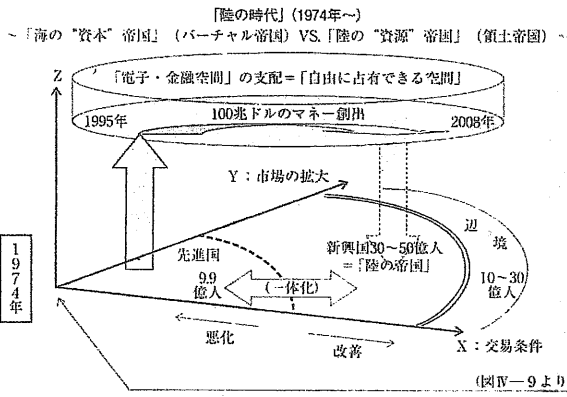 「陸の時代」(1974年~)
~「海の“資本”帝国」(バーチャル帝国) VS.「陸の“資源”帝国」(領土帝国)~
Z
「電子・金融空間」の支配=「自由に占有できる空間」
100兆ドルのマネー創出
1995年
2008年
Y:市場の拡大
先進国
9.9
億人
(一体化)
新興国30~50億人
=「陸の帝国」
辺境
10~30
億人
1974年
悪化
改善
X:交易条件
(図Ⅳ—9より